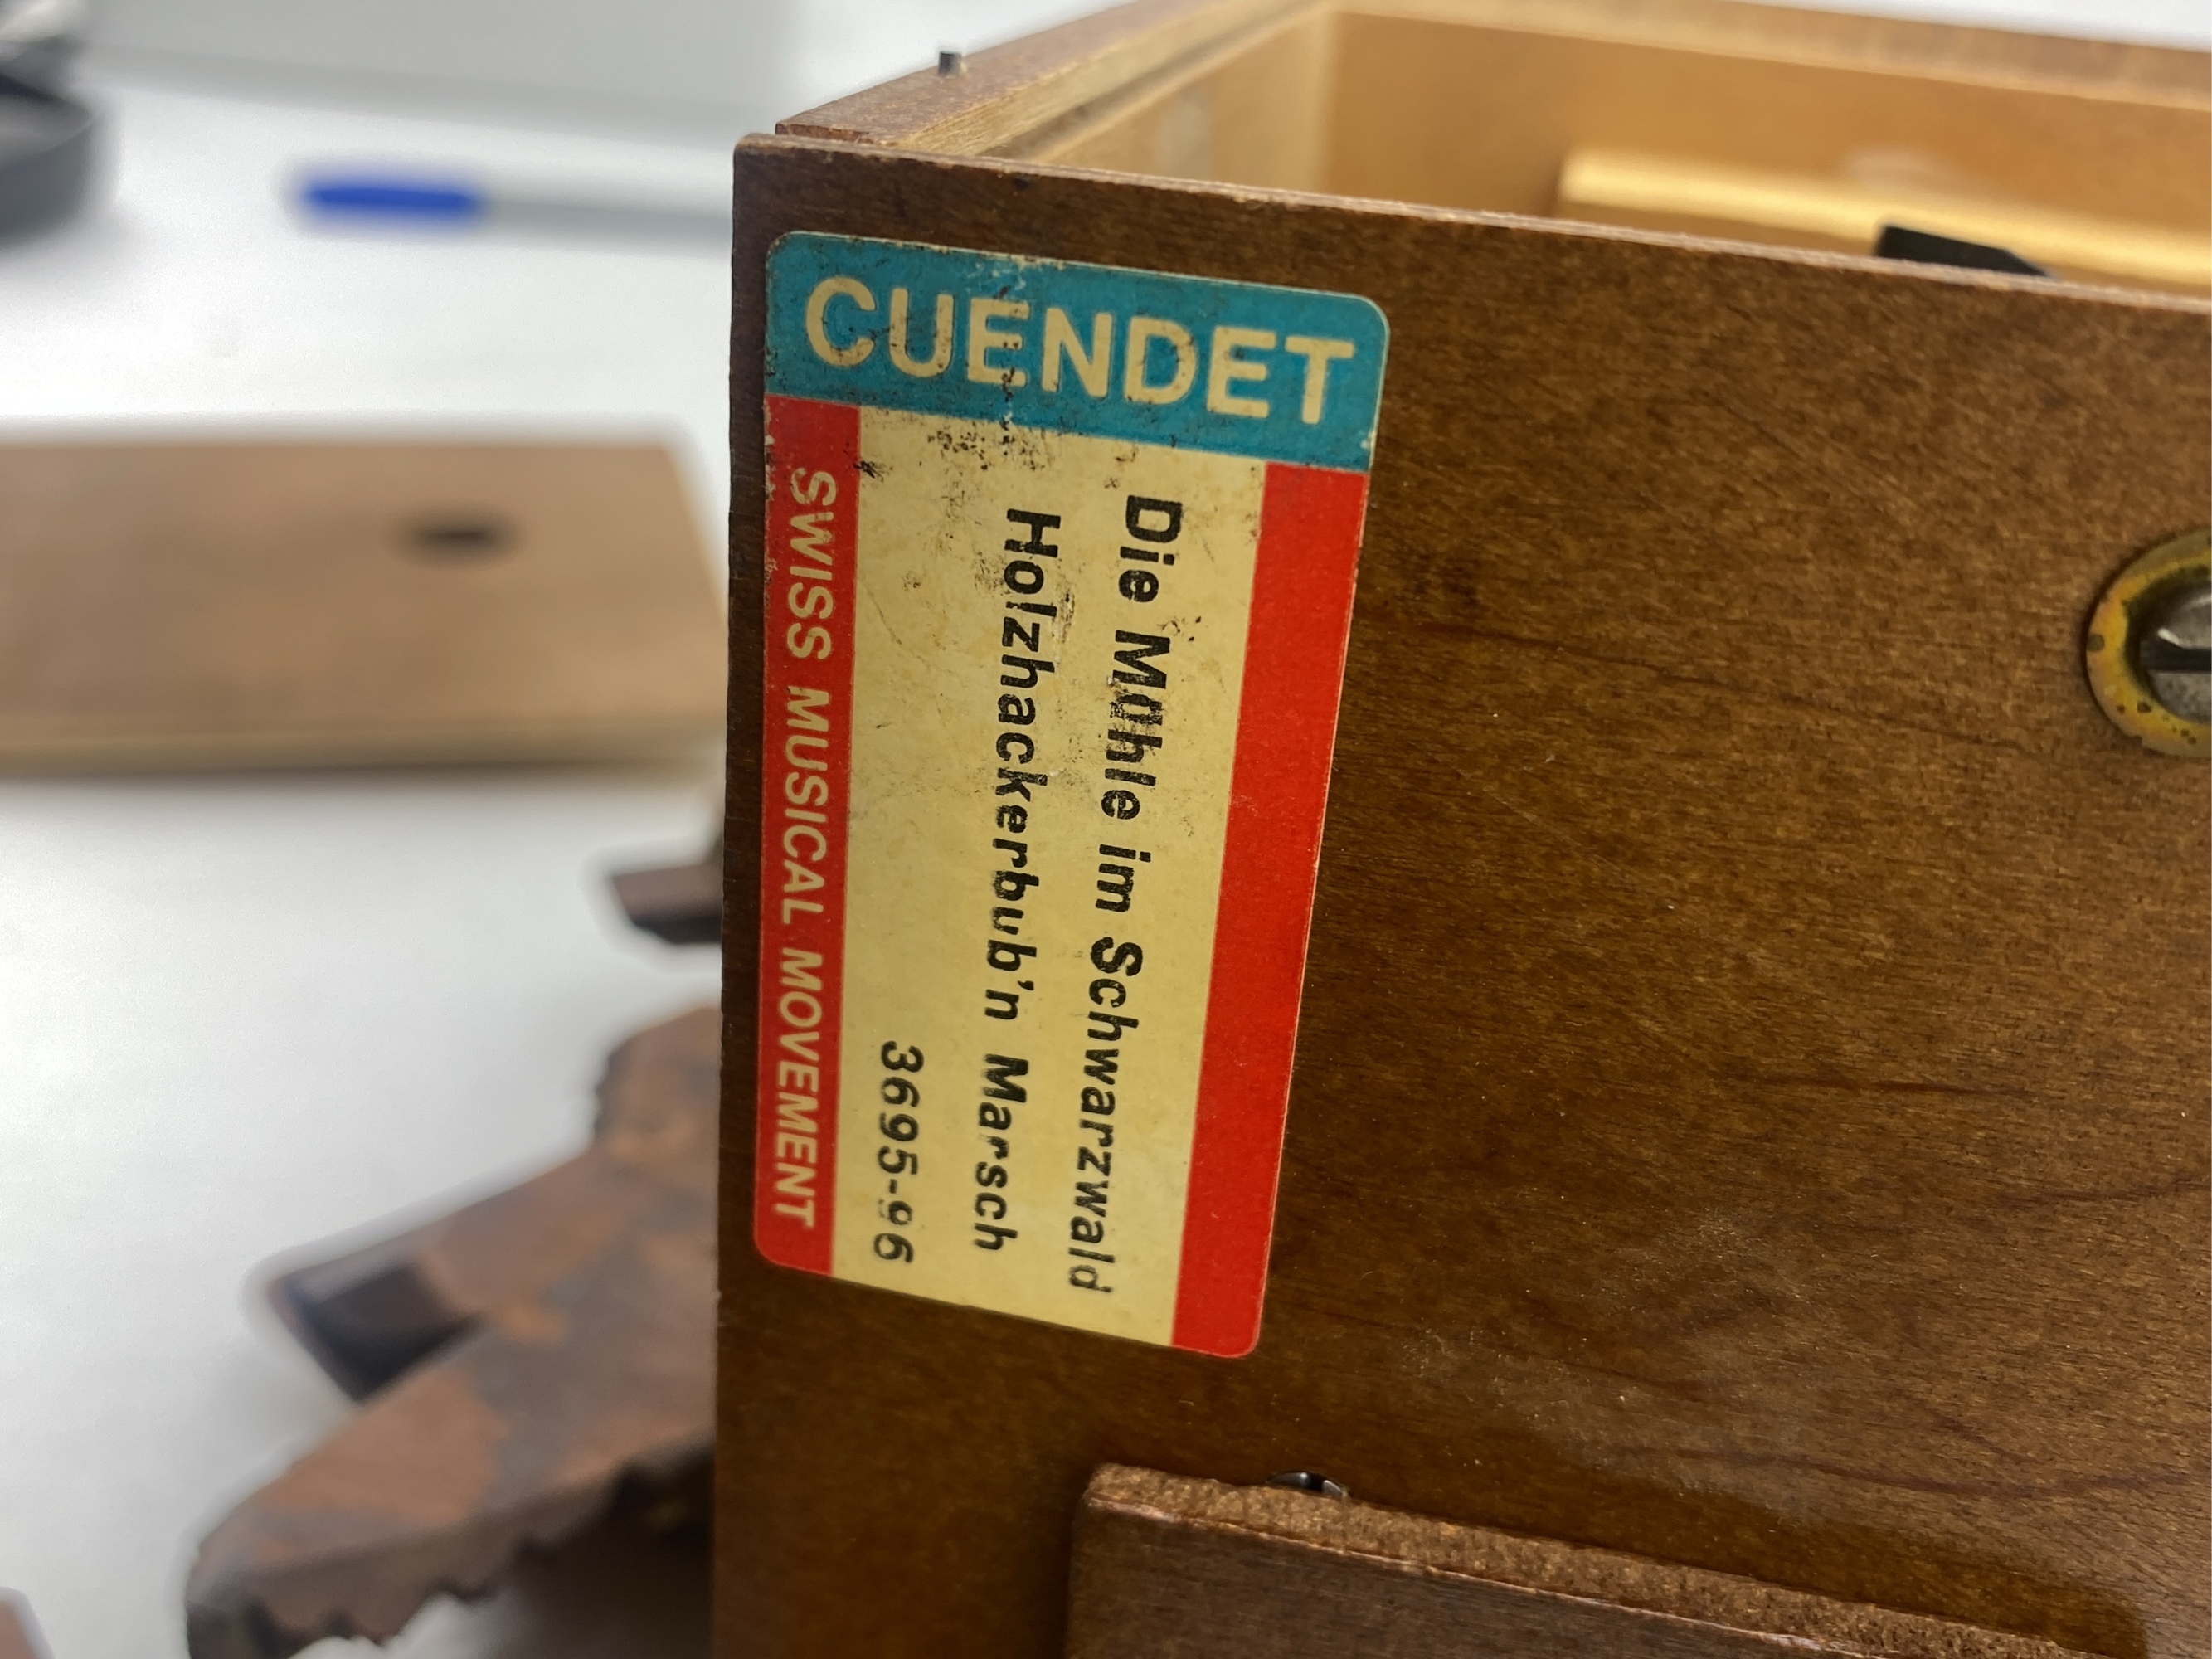 CUENDET
Die Mühle im Schwarzwald
Holzhackerbub'n Marsch
3695-96
SWISS MUSICAL MOVEMENT